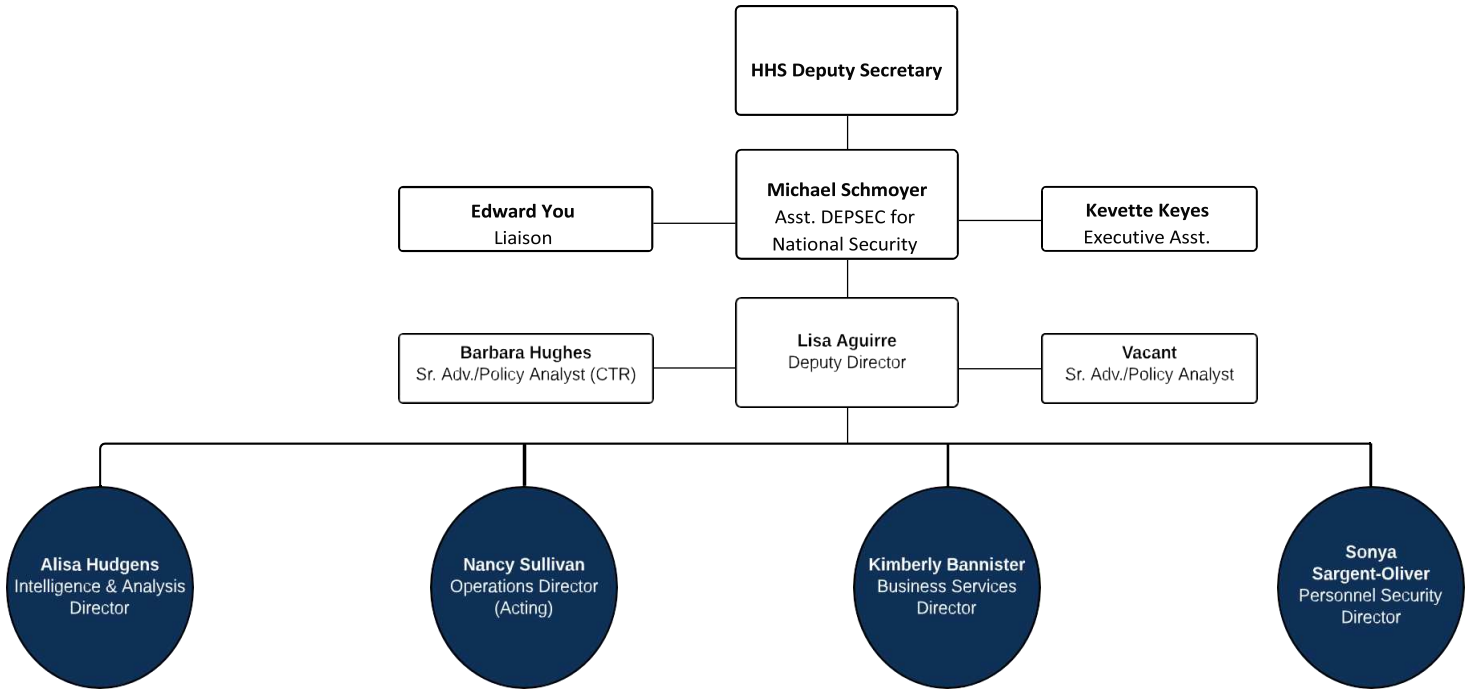 HHS Deputy Secretary
Michael Schmoyer
Asst. DEPSEC for
National Security
Edward You
Liaison
Kevette Keyes
Executive Asst.
Lisa Aguirre
Deputy Director
Barbara Hughes
Sr. Adv./Policy Analyst (CTR)
Vacant
Sr. Adv./Policy Analyst
Alisa Hudgens
Intelligence & Analysis
Director
Nancy Sullivan
Operations Director
(Acting)
Kimberly Bannister
Business Services
Director
Sonya
Sargent-Oliver
Personnel Security
Director